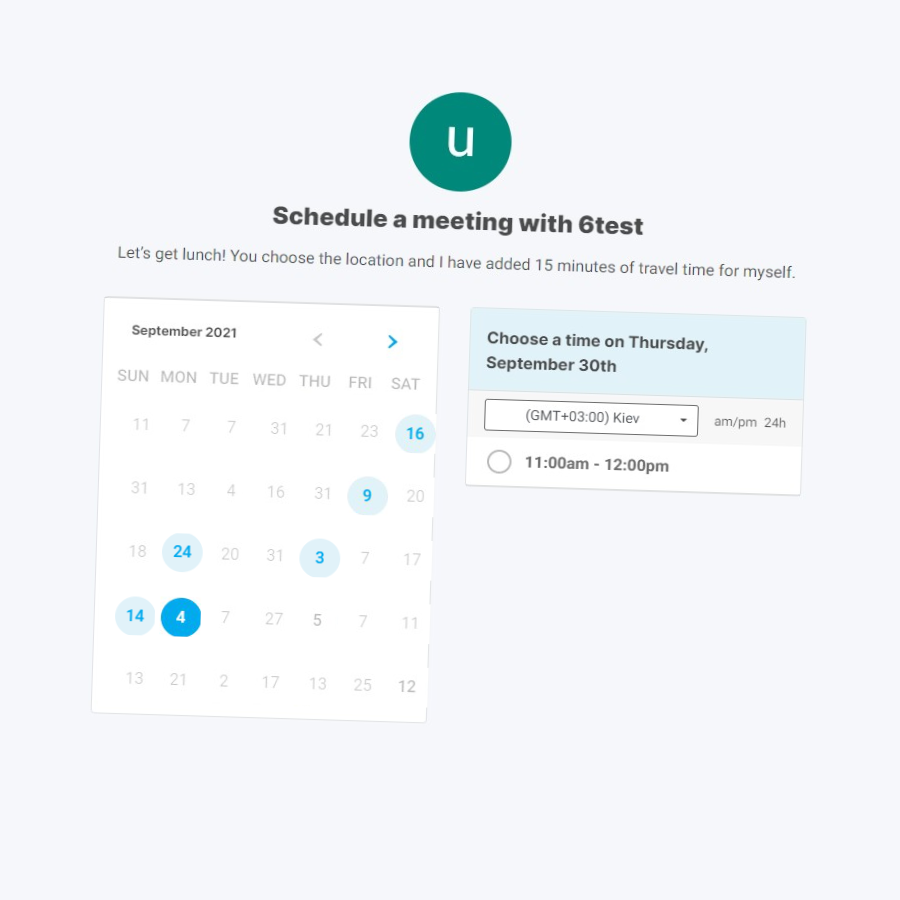 u
Schedule a meeting with 6test
Let's get lunch! You choose the location and I have added 15 minutes of travel time for myself.
September 2021
SUN MON TUE WED THU FRI SAT
11 7 7 31 21 23 16
31 13 4 16 31 9 20
18 24 20 31 3 7 17
14 4 7 27 5 7 11
13 21 2 17 13 25 12
Choose a time on Thursday,
September 30th
(GMT+03:00) Kiev am/pm 24h
11:00am - 12:00pm